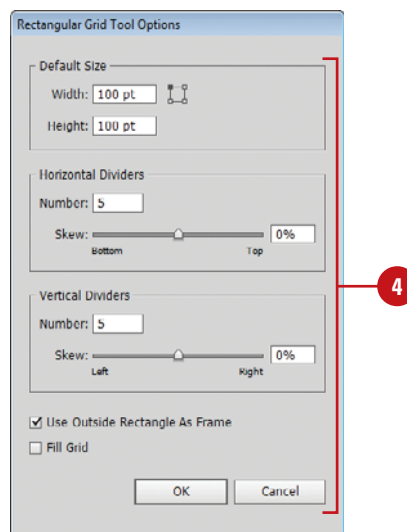 Rectangular Grid Tool Options
Default Size
Width: 100 pt
Height: 100 pt
Horizontal Dividers
Number: 5
Skew: 0%
Bottom Top
Vertical Dividers
Number: 5
Skew: 0%
Left Right
Use Outside Rectangle As Frame
Fill Grid
OK Cancel
4